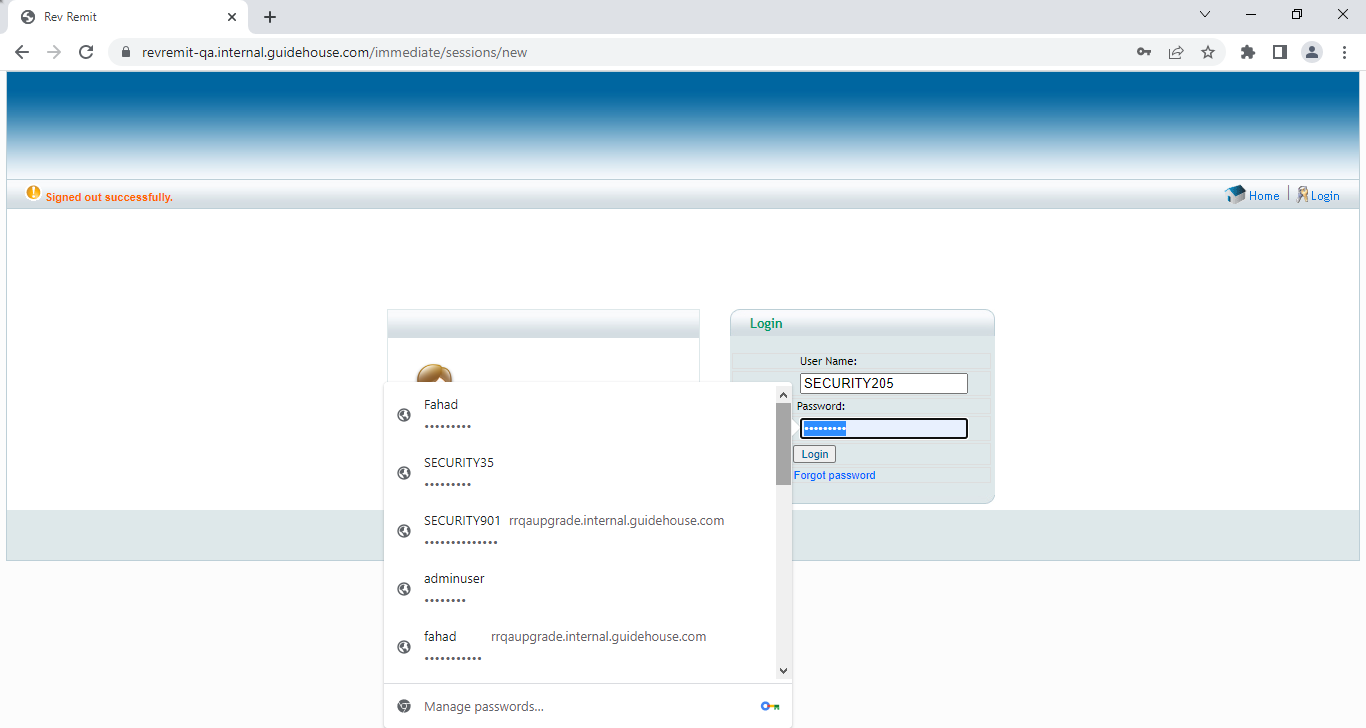 Rev Remit
revremit-qa.internal.guidehouse.com/immediate/sessions/new
Signed out successfully.
Home
Login
Login
User Name:
SECURITY205
Password:
•••••••••
Login
Forgot password
Fahad
•••••••••
SECURITY35
•••••••••
SECURITY901 rrqaupgrade.internal.guidehouse.com
••••••••••••••
adminuser
••••••••
fahad rrqaupgrade.internal.guidehouse.com
•••••••••••
Manage passwords...